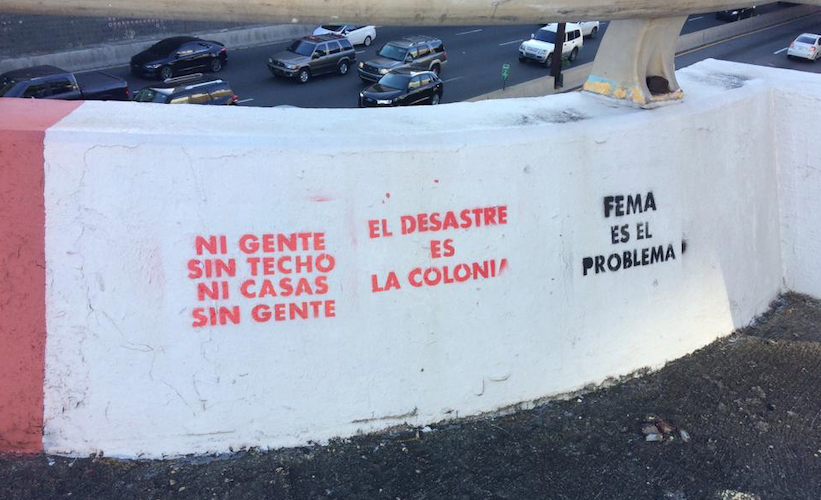 NI GENTE
SIN TECHO
NI CASAS
SIN GENTE
EL DESASTRE
ES
LA COLONIA
FEMA
ES EL
PROBLEMA